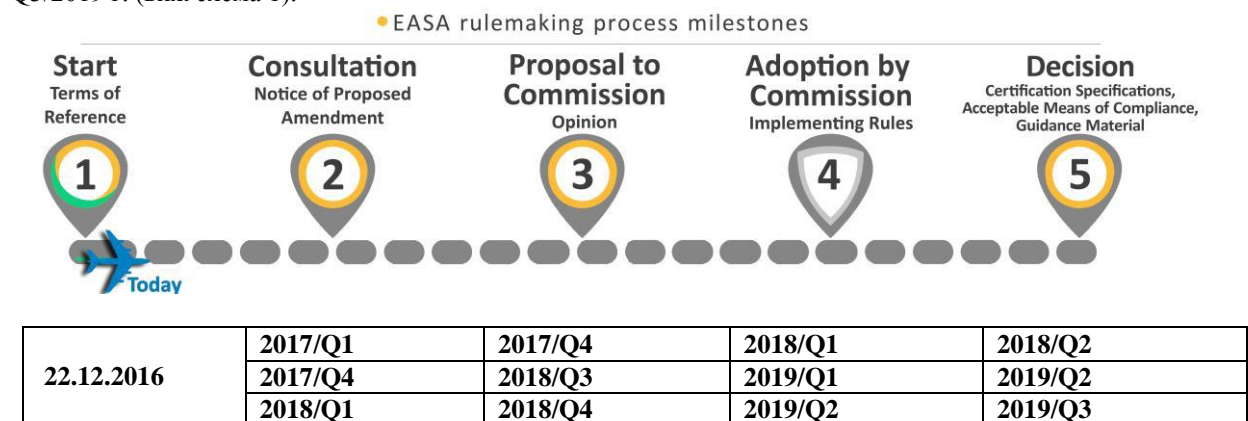 EASA rulemaking process milestones
Start
Terms of
Reference
Consultation
Notice of Proposed
Amendment
Proposal to
Commission
Opinion
Adoption by
Commission
Implementing Rules
Decision
Certification Specifications,
Acceptable Means of Compliance,
Guidance Material
1 2 3 4 5
Today
22.12.2016
2017/Q1 2017/Q4 2018/Q1 2018/Q2
2017/Q4 2018/Q3 2019/Q1 2019/Q2
2018/Q1 2018/Q4 2019/Q2 2019/Q3